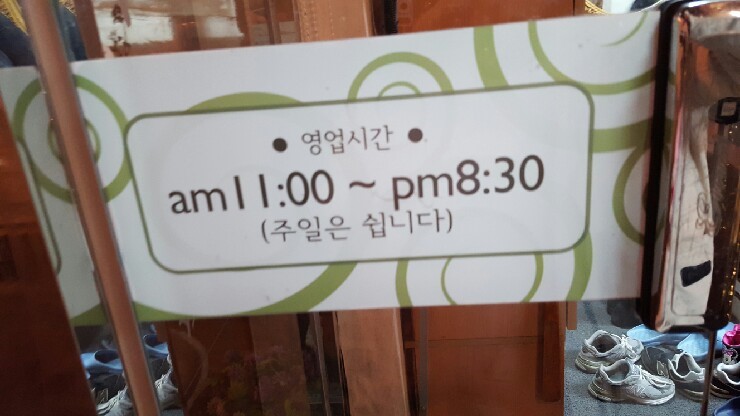 ● 영업시간 ●
am11:00 ~ pm8:30
(주일은 쉽니다)